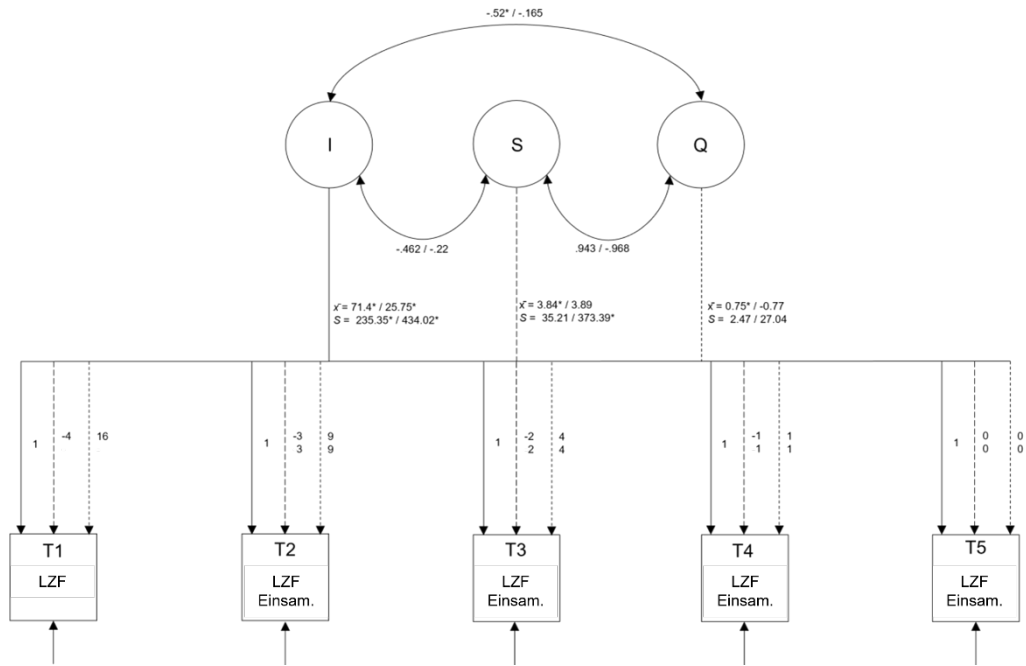 -.52* / -.165
I
S
Q
-.462 / -.22
.943 / -.968
x̄ = 71.4* / 25.75*
S = 235.35* / 434.02*
x̄ = 3.84* / 3.89
S = 35.21 / 373.39*
x̄ = 0.75* / -0.77
S = 2.47 / 27.04
1 -4 16
1 -3 9
3 9
1 -2 4
2 4
1 -1 1
1 1
1 0 0
0 0
T1
LZF
T2
LZF
Einsam.
T3
LZF
Einsam.
T4
LZF
Einsam.
T5
LZF
Einsam.